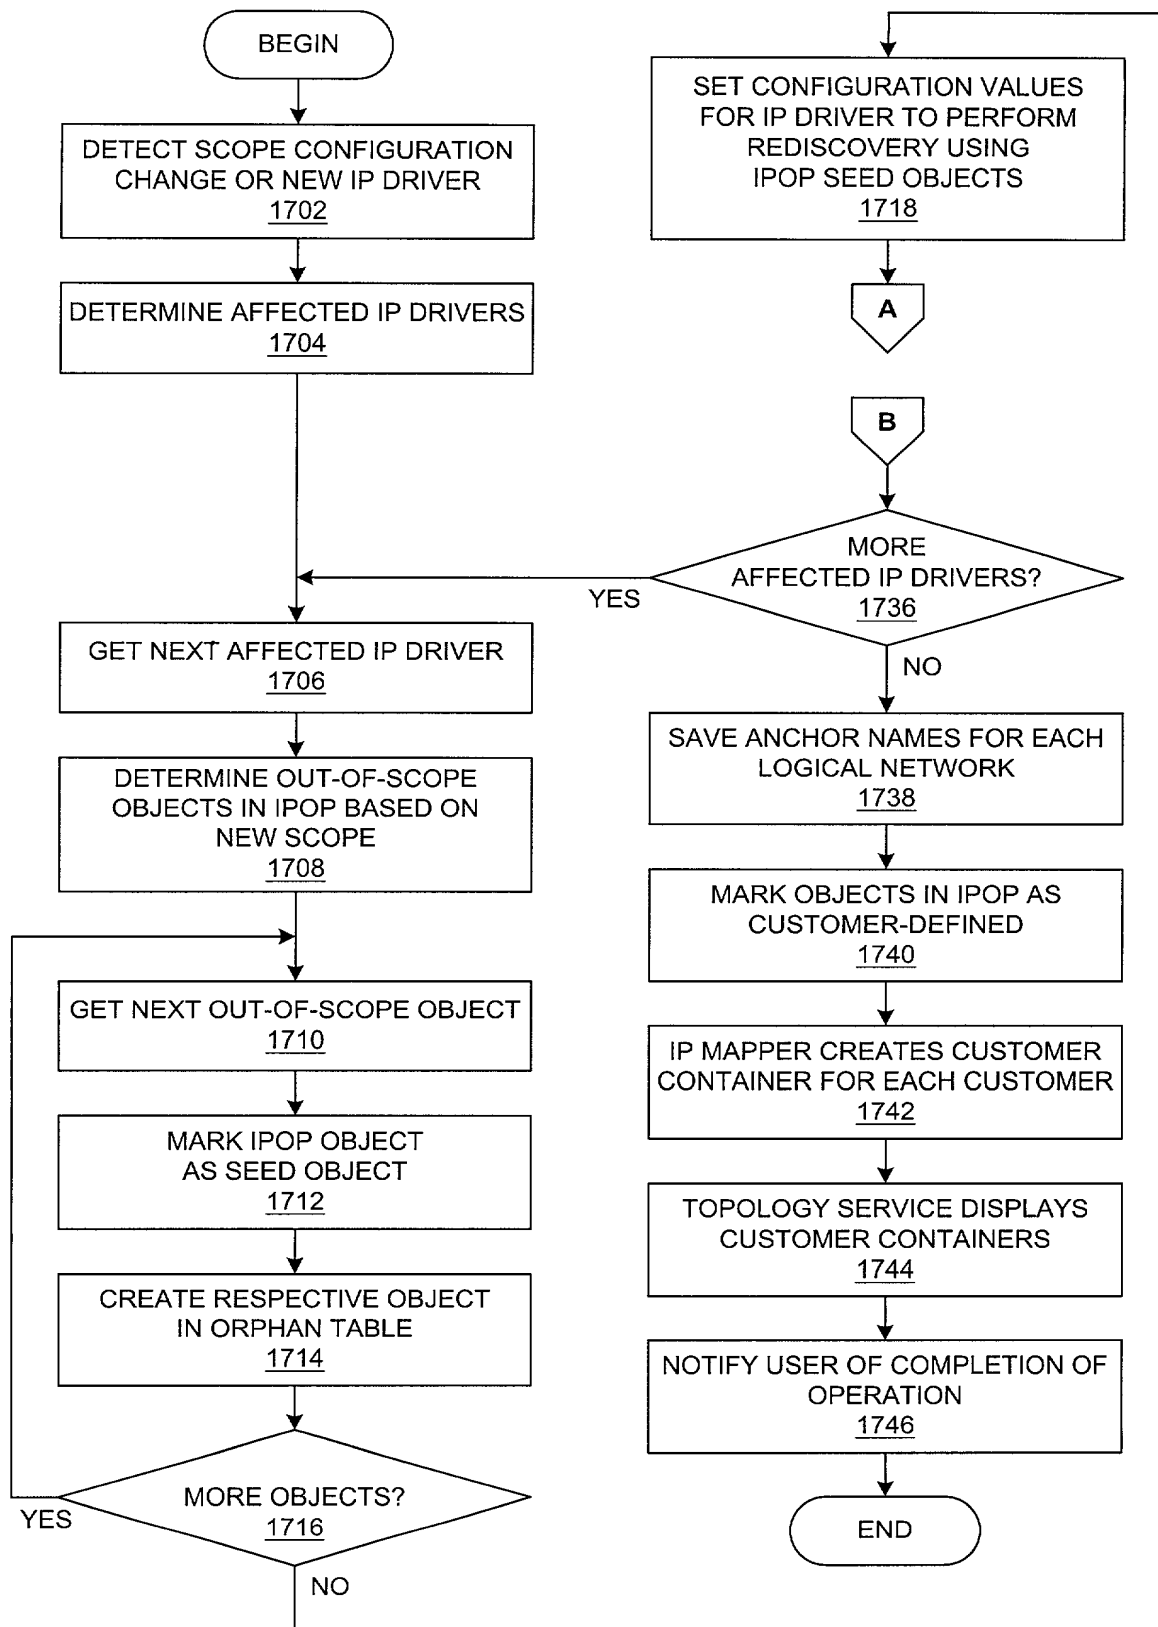 BEGIN
DETECT SCOPE CONFIGURATION
CHANGE OR NEW IP DRIVER
1702
DETERMINE AFFECTED IP DRIVERS
1704
GET NEXT AFFECTED IP DRIVER
1706
DETERMINE OUT-OF-SCOPE
OBJECTS IN IPOP BASED ON
NEW SCOPE
1708
GET NEXT OUT-OF-SCOPE OBJECT
1710
MARK IPOP OBJECT
AS SEED OBJECT
1712
CREATE RESPECTIVE OBJECT
IN ORPHAN TABLE
1714
MORE OBJECTS?
1716
YES
NO
SET CONFIGURATION VALUES
FOR IP DRIVER TO PERFORM
REDISCOVERY USING
IPOP SEED OBJECTS
1718
A
B
MORE
AFFECTED IP DRIVERS?
1736
YES
NO
SAVE ANCHOR NAMES FOR EACH
LOGICAL NETWORK
1738
MARK OBJECTS IN IPOP AS
CUSTOMER-DEFINED
1740
IP MAPPER CREATES CUSTOMER
CONTAINER FOR EACH CUSTOMER
1742
TOPOLOGY SERVICE DISPLAYS
CUSTOMER CONTAINERS
1744
NOTIFY USER OF COMPLETION OF
OPERATION
1746
END